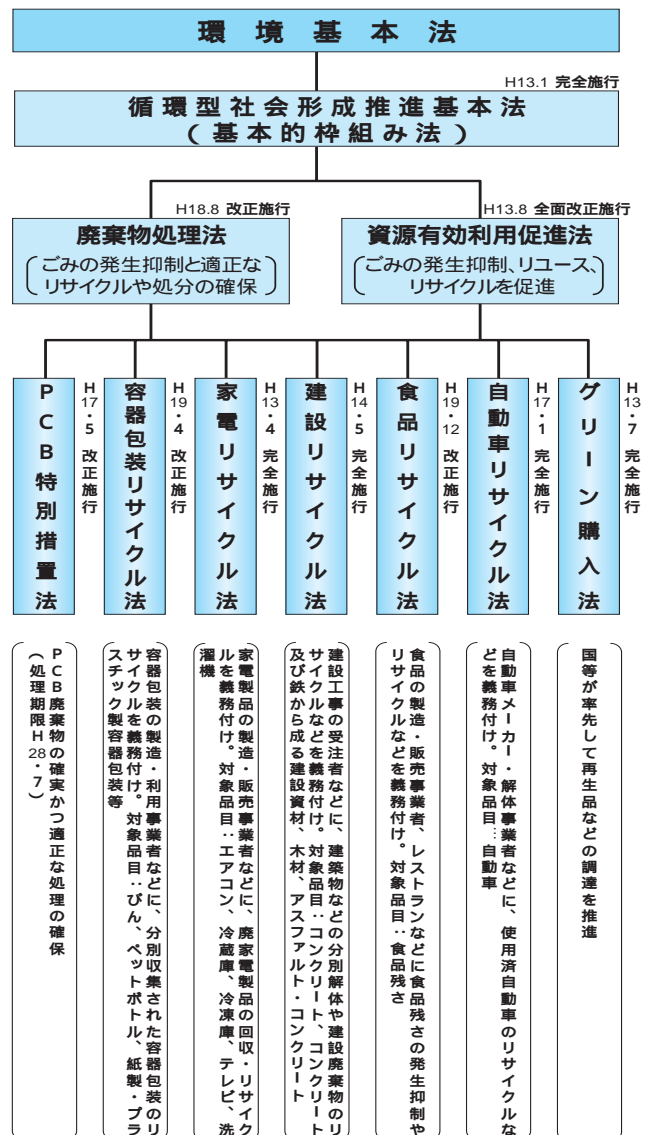 環境基本法
H13.1 完全施行
循環型社会形成推進基本法
（基本的枠組み法）
H18.8 改正施行
廃棄物処理法
ごみの発生抑制と適正な
リサイクルや処分の確保
H13.8 全面改正施行
資源有効利用促進法
ごみの発生抑制、リユース、
リサイクルを促進
PCB特別措置法
H17・5 改正施行
容器包装リサイクル法
H19・4 改正施行
家電リサイクル法
H13・4 完全施行
建設リサイクル法
H14・5 完全施行
食品リサイクル法
H19・12 改正施行
自動車リサイクル法
H17・1 完全施行
グリーン購入法
H13・7 完全施行
PCB廃棄物の確実かつ適正な処理の確保
（処理期限H28・7）
容器包装の製造・利用事業者などに、分別収集された容器包装のリ
サイクルを義務付け。対象品目：びん、ペットボトル、紙製・プラ
スチック製容器包装等
家電製品の製造・販売事業者などに、廃家電製品の回収・リサイク
ルを義務付け。対象品目：エアコン、冷蔵庫、冷凍庫、テレビ、洗
濯機
建設工事の受注者などに、建築物などの分別解体や建設廃棄物のリ
サイクルなどを義務付け。対象品目：コンクリート、コンクリート
及び鉄から成る建設資材、木材、アスファルト・コンクリート
食品の製造・販売事業者、レストランなどに食品残さの発生抑制や
リサイクルなどを義務付け。対象品目：食品残さ
自動車メーカー・解体事業者などに、使用済自動車のリサイクルな
どを義務付け。対象品目…自動車
国等が率先して再生品などの調達を推進